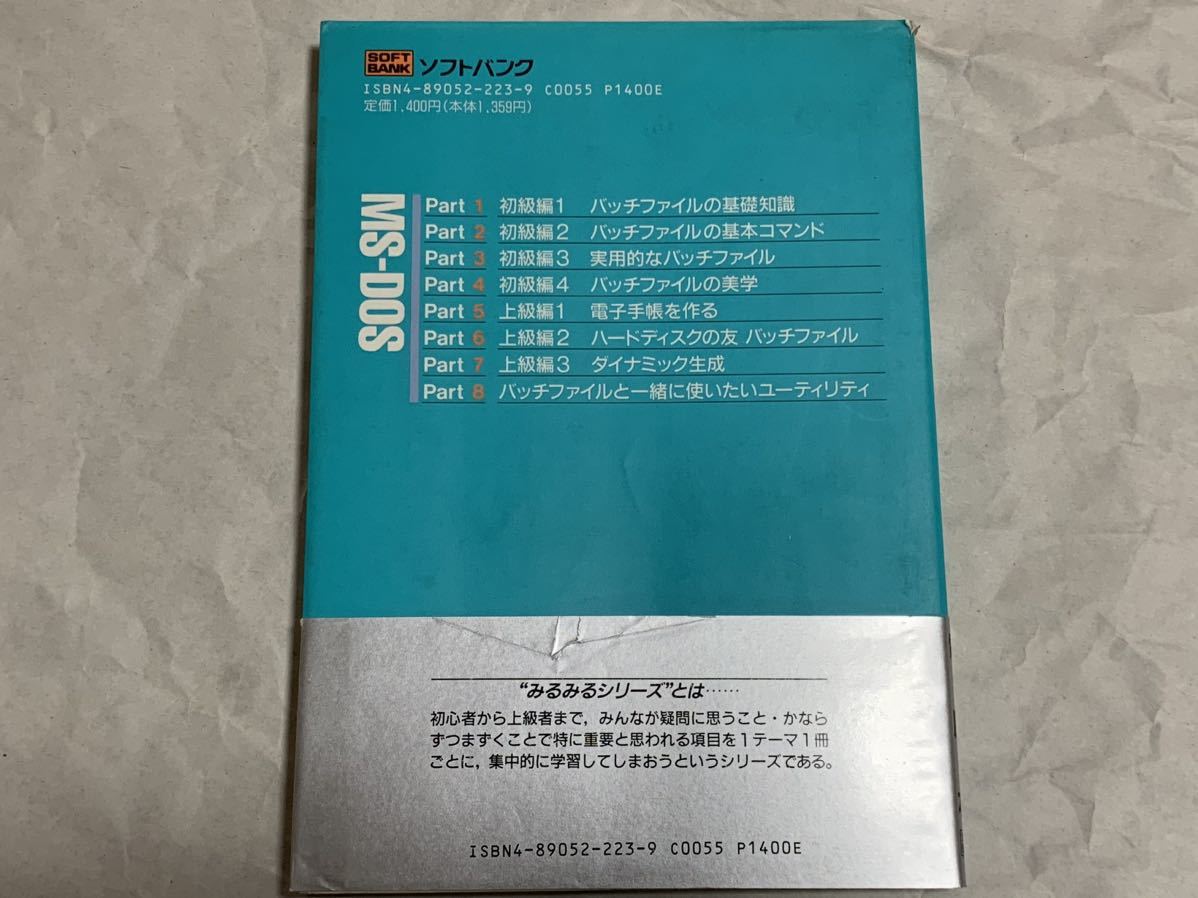 SOFT
BANK
ソフトバンク
ISBN4-89052-223-9 C0055 P1400E
定価1,400円(本体1,359円)
MS-DOS
Part 1 初級編1 バッチファイルの基礎知識
Part 2 初級編2 バッチファイルの基本コマンド
Part 3 初級編3 実用的なバッチファイル
Part 4 初級編4 バッチファイルの美学
Part 5 上級編1 電子手帳を作る
Part 6 上級編2 ハードディスクの友 バッチファイル
Part 7 上級編3 ダイナミック生成
Part 8 バッチファイルと一緒に使いたいユーティリティ
“みるみるシリーズ”とは……
初心者から上級者まで，みんなが疑問に思うこと・かなら
ずつまずくことで特に重要と思われる項目を1テーマ1冊
ごとに，集中的に学習してしまおうというシリーズである。
ISBN4-89052-223-9 C0055 P1400E